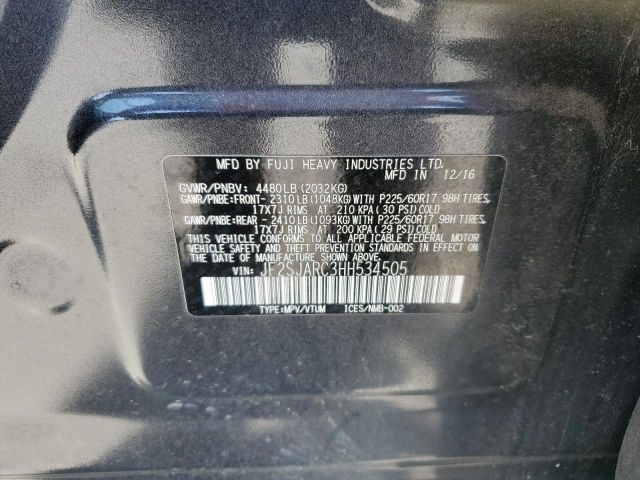 MFD BY FUJI HEAVY INDUSTRIES LTD.
MFD IN 12/16
GVWR/PNBV: 4480LB(2032KG)
GAWR/PNBE:FRONT- 2310LB(1048KG) WITH P225/60R17 98H TIRES,
17X7J RIMS AT 210 KPA(30 PSI)COLD
GAWR/PNBE:REAR -2410LB(1093KG) WITH P225/60R17 98H TIRES,
17X7J RIMS AT 200 KPA(29 PSI)COLD
THIS VEHICLE CONFORMS TO ALL APPLICABLE FEDERAL MOTOR
VEHICLE SAFETY STANDARDS IN EFFECT ON
THE DATE OF MANUFACTURE SHOWN ABOVE.
VIN: JF2SJARC3HH534505
TYPE:MPV/VTUM ICES/NMB-002